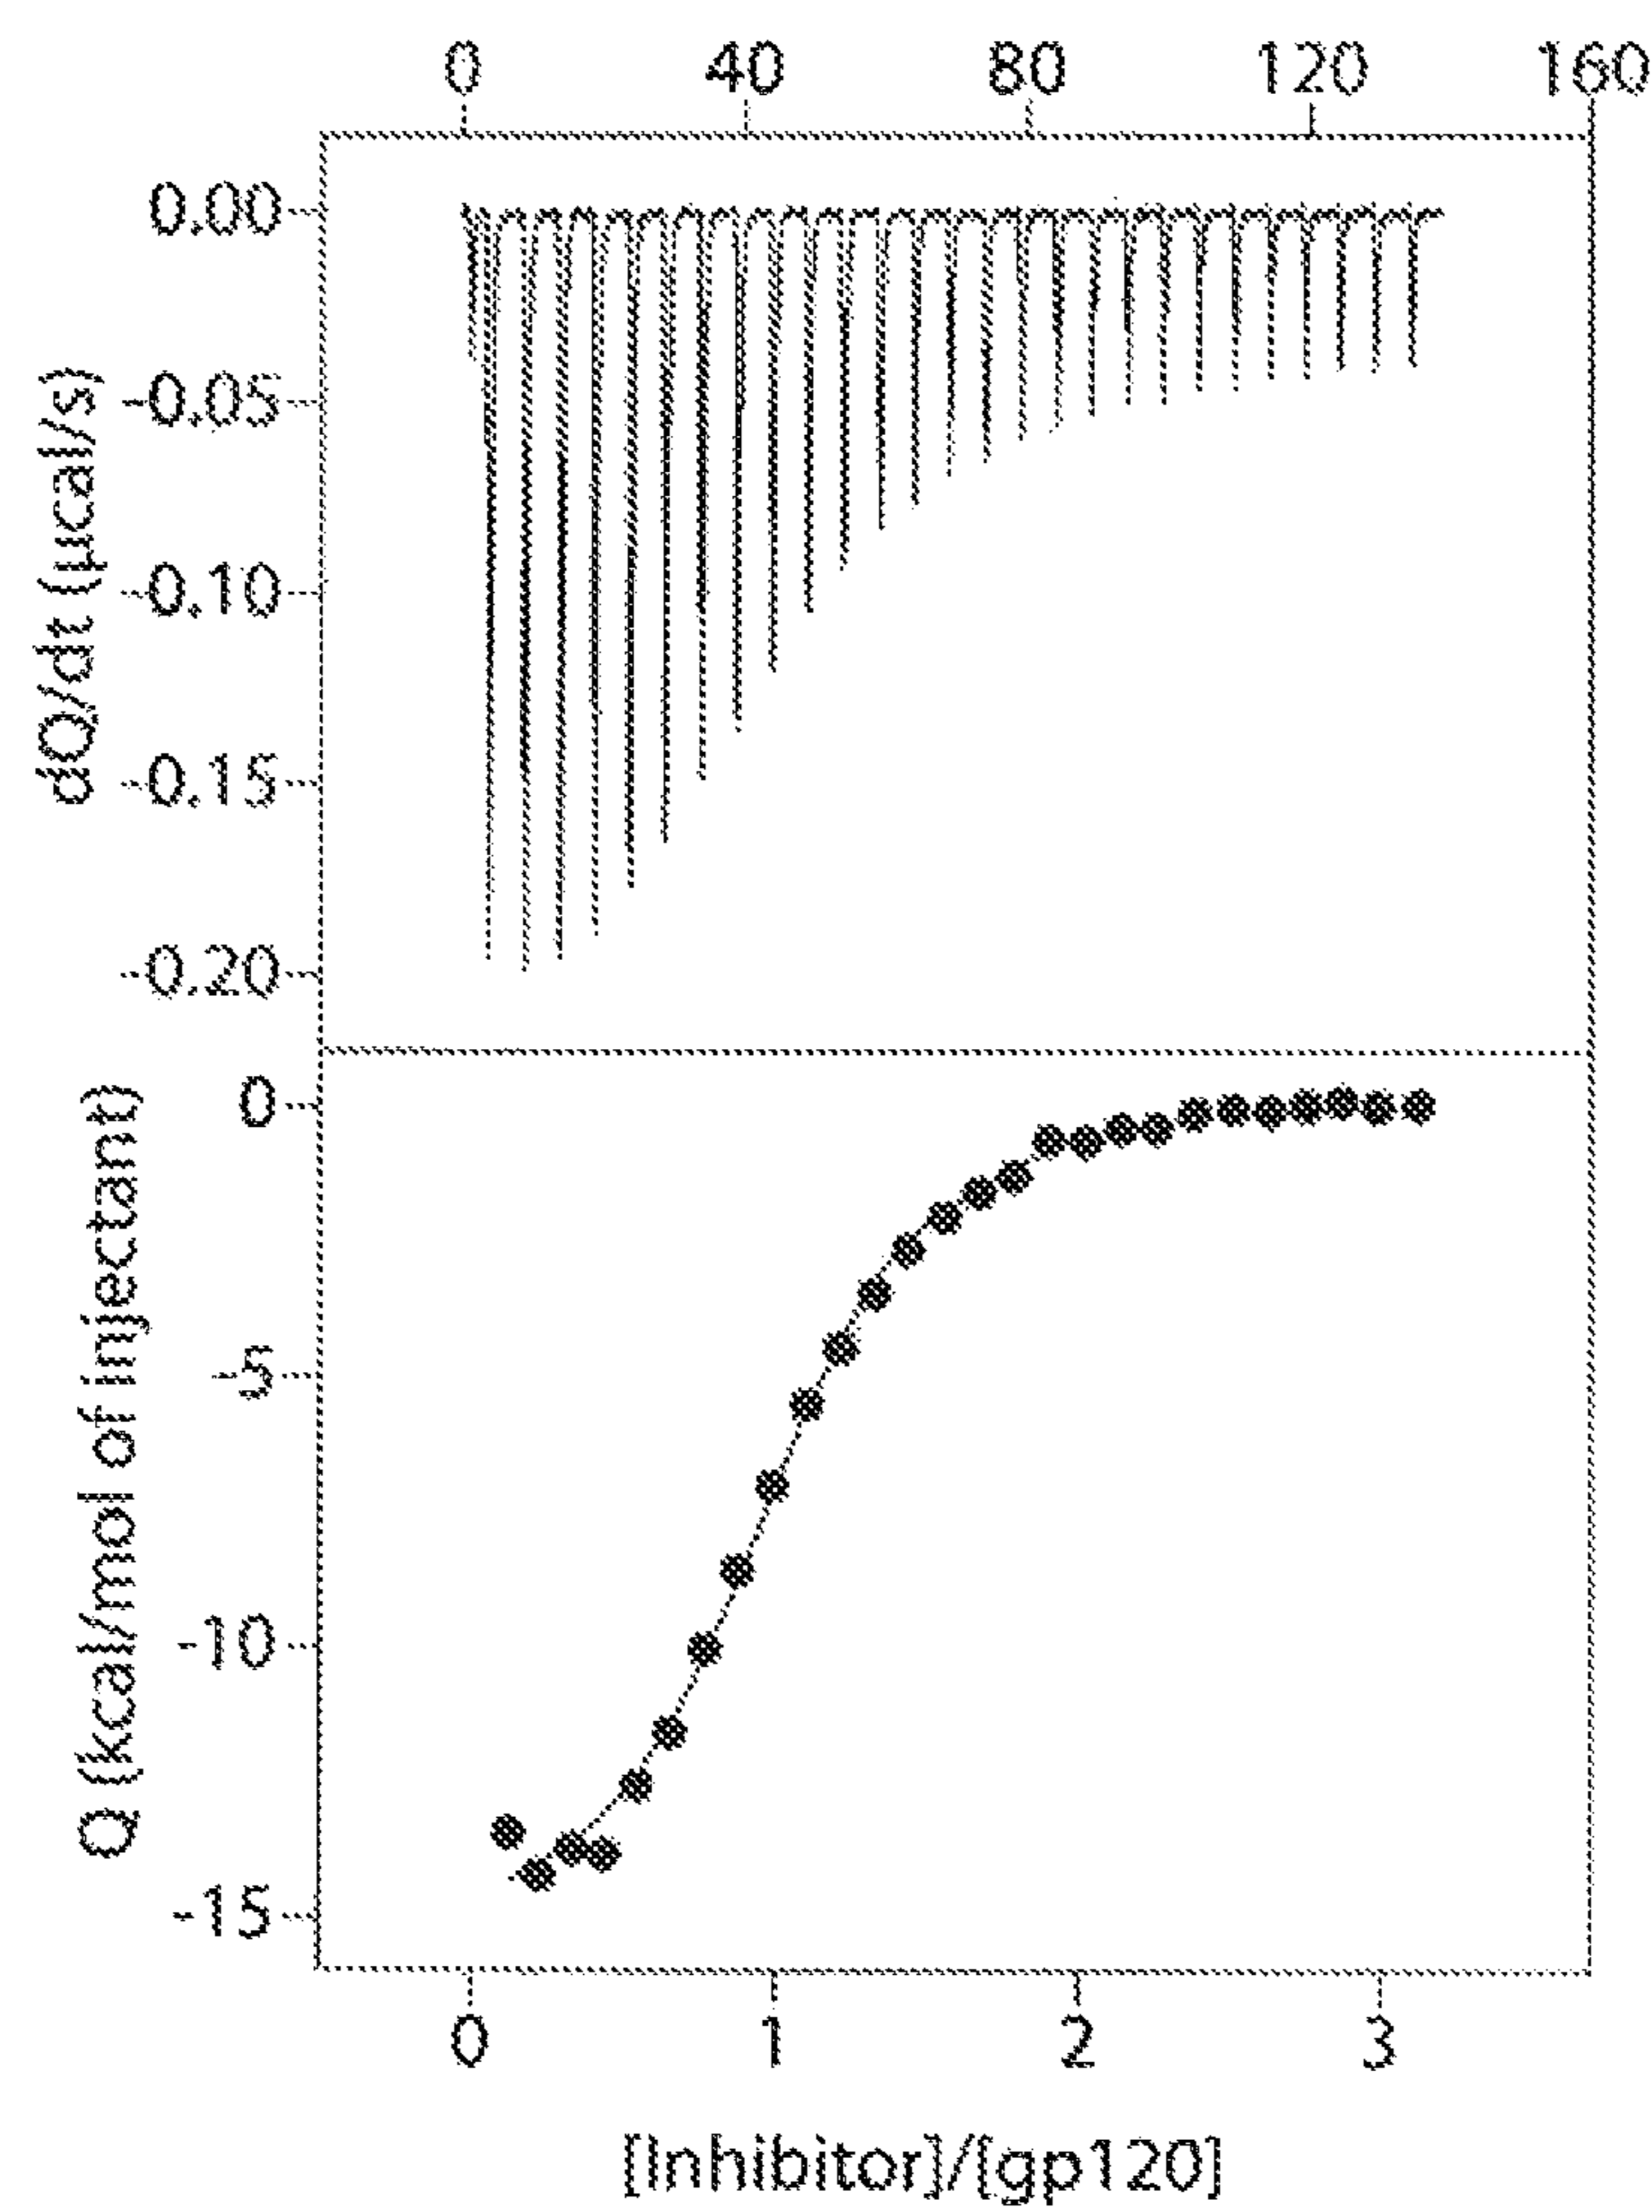 0 40 80 120 160
0.00
-0.05
-0.10
-0.15
-0.20
dQ/dt (µcal/s)
0
-5
-10
-15
Q (kcal/mol of injectant)
0 1 2 3
[Inhibitor]/[gp120]